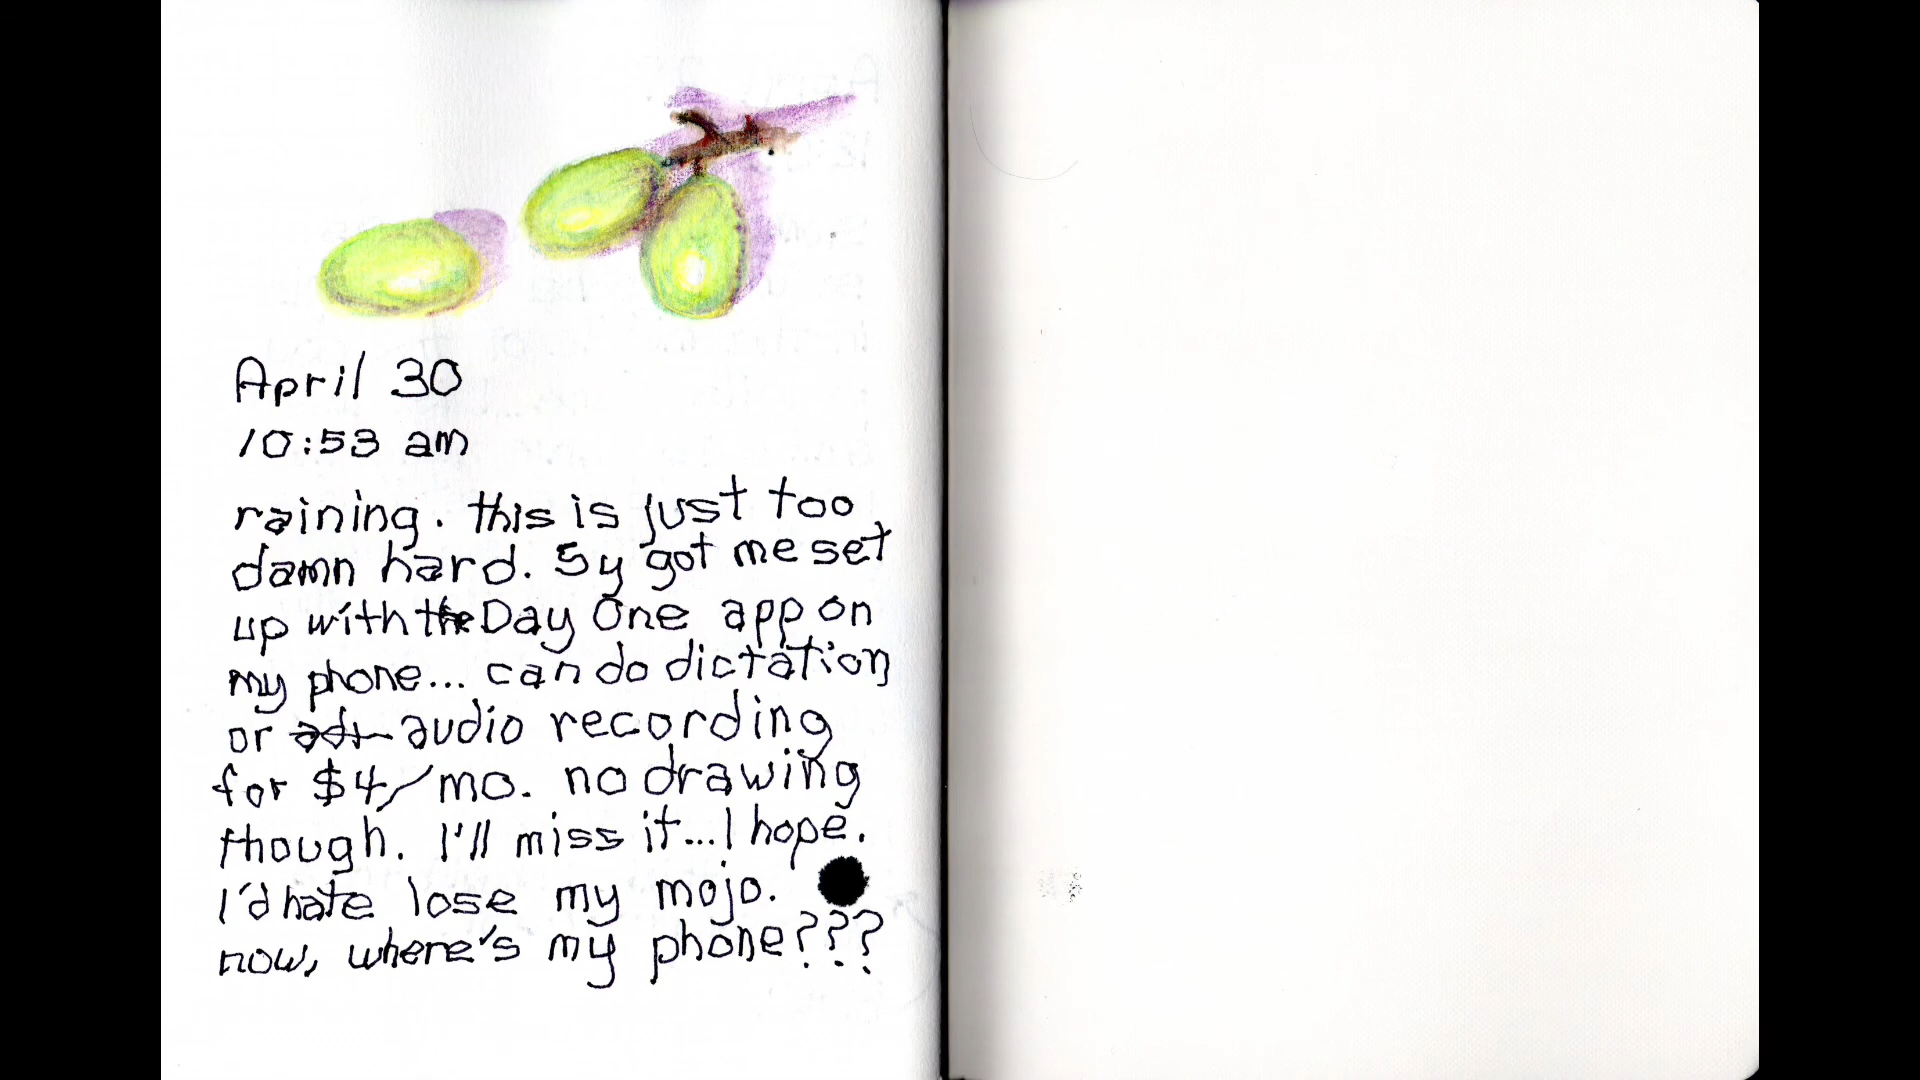 April 30
10:53 am
raining. this is just too
damn hard. Sy got me set
up with the Day One app on
my phone... can do dictation
or audio recording
for $4/mo. no drawing
though. I'll miss it...I hope.
I'd hate lose my mojo.
now, where's my phone???